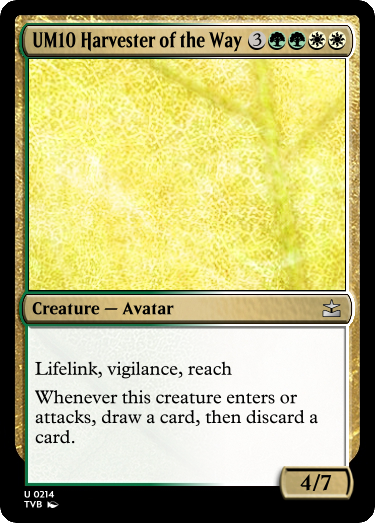 UM10 Harvester of the Way 3
Creature — Avatar
Lifelink, vigilance, reach
Whenever this creature enters or
attacks, draw a card, then discard a
card.
4/7
U 0214
TVB